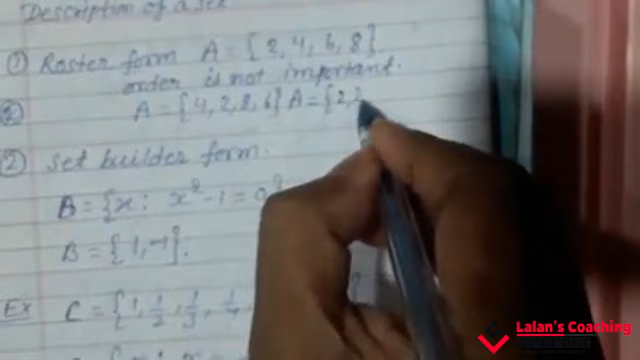 Description of a set
① Roster form A = {2, 4, 6, 8}.
order is not important.
② A = {4, 2, 8, 6} A = {2,
② Set builder form.
B = {x : x² - 1 = 0}
B = {1, -1}.
Ex C = {1, 1/2, 1/3, 1/4
Lalan's Coaching